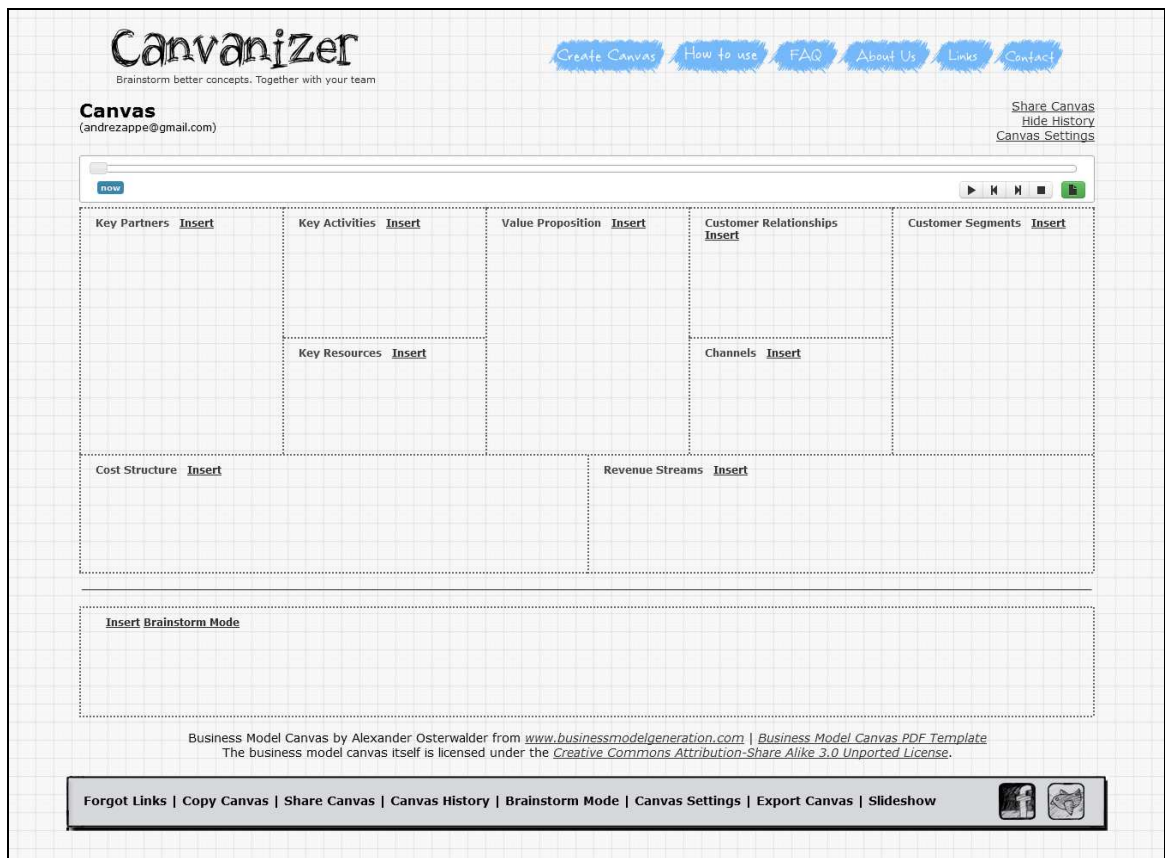 Canvanizer
Brainstorm better concepts. Together with your team
Create Canvas How to use FAQ About Us Links Contact
Canvas
(andrezappe@gmail.com)
Share Canvas
Hide History
Canvas Settings
now
Key Partners Insert
Key Activities Insert
Value Proposition Insert
Customer Relationships
Insert
Customer Segments Insert
Key Resources Insert
Channels Insert
Cost Structure Insert
Revenue Streams Insert
Insert Brainstorm Mode
Business Model Canvas by Alexander Osterwalder from www.businessmodelgeneration.com | Business Model Canvas PDF Template
The business model canvas itself is licensed under the Creative Commons Attribution-Share Alike 3.0 Unported License.
Forgot Links | Copy Canvas | Share Canvas | Canvas History | Brainstorm Mode | Canvas Settings | Export Canvas | Slideshow
f